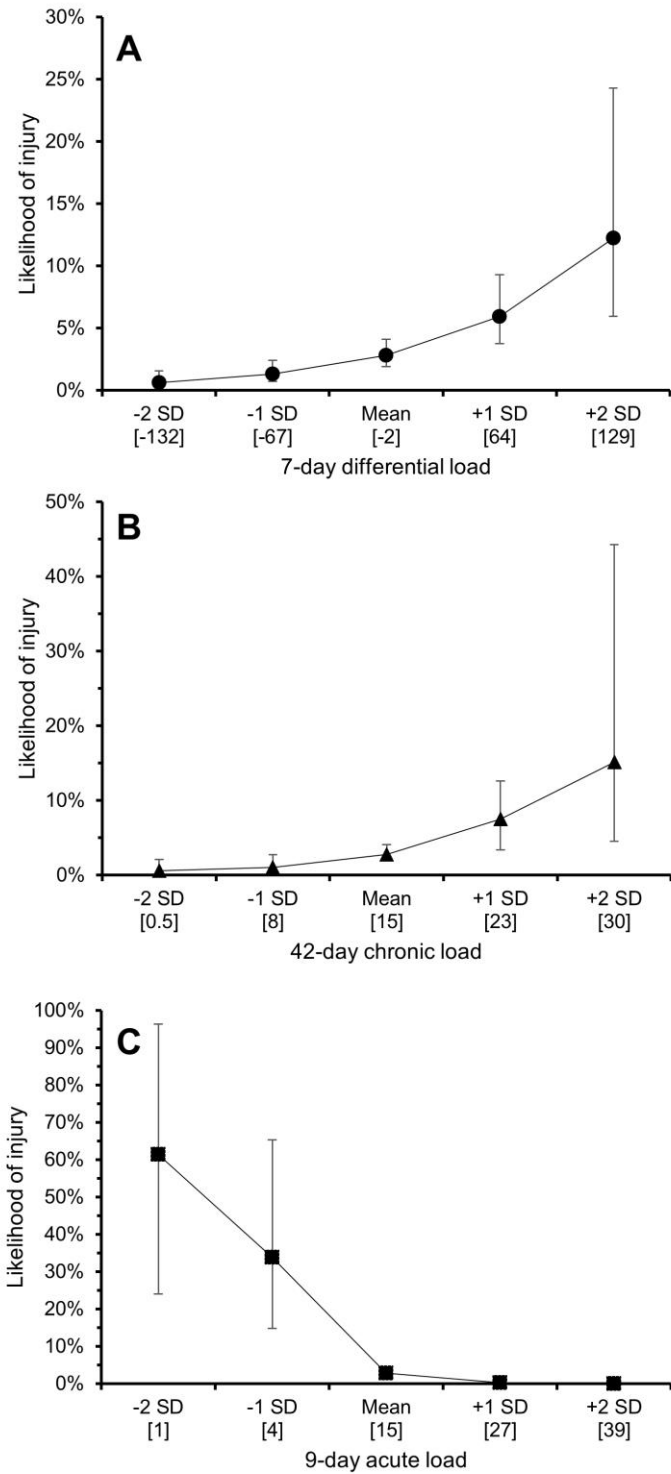 A
30%
25%
20%
15%
10%
5%
0%
Likelihood of injury
-2 SD -1 SD Mean +1 SD +2 SD
[-132] [-67] [-2] [64] [129]
7-day differential load
B
50%
40%
30%
20%
10%
0%
Likelihood of injury
-2 SD -1 SD Mean +1 SD +2 SD
[0.5] [8] [15] [23] [30]
42-day chronic load
C
100%
90%
80%
70%
60%
50%
40%
30%
20%
10%
0%
Likelihood of injury
-2 SD -1 SD Mean +1 SD +2 SD
[1] [4] [15] [27] [39]
9-day acute load